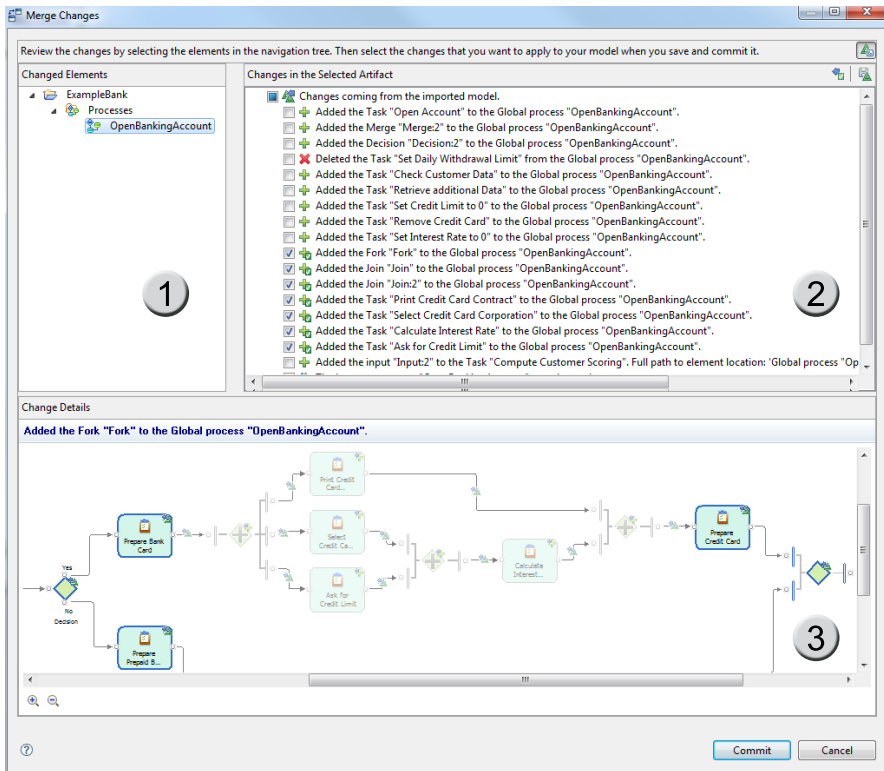 Merge Changes
Review the changes by selecting the elements in the navigation tree. Then select the changes that you want to apply to your model when you save and commit it.
Changed Elements
ExampleBank
Processes
OpenBankingAccount
1
Changes in the Selected Artifact
Changes coming from the imported model.
Added the Task "Open Account" to the Global process "OpenBankingAccount".
Added the Merge "Merge:2" to the Global process "OpenBankingAccount".
Added the Decision "Decision:2" to the Global process "OpenBankingAccount".
Deleted the Task "Set Daily Withdrawal Limit" from the Global process "OpenBankingAccount".
Added the Task "Check Customer Data" to the Global process "OpenBankingAccount".
Added the Task "Retrieve additional Data" to the Global process "OpenBankingAccount".
Added the Task "Set Credit Limit to 0" to the Global process "OpenBankingAccount".
Added the Task "Remove Credit Card" to the Global process "OpenBankingAccount".
Added the Task "Set Interest Rate to 0" to the Global process "OpenBankingAccount".
Added the Fork "Fork" to the Global process "OpenBankingAccount".
Added the Join "Join" to the Global process "OpenBankingAccount".
Added the Join "Join:2" to the Global process "OpenBankingAccount".
Added the Task "Print Credit Card Contract" to the Global process "OpenBankingAccount".
Added the Task "Select Credit Card Corporation" to the Global process "OpenBankingAccount".
Added the Task "Calculate Interest Rate" to the Global process "OpenBankingAccount".
Added the Task "Ask for Credit Limit" to the Global process "OpenBankingAccount".
Added the input "Input:2" to the Task "Compute Customer Scoring". Full path to element location: 'Global process "Op
2
Change Details
Added the Fork "Fork" to the Global process "OpenBankingAccount".
Print Credit
Card...
Prepare Bank
Card
Select
Credit Ca...
Prepare
Credit Card
Calculate
Interest...
Yes
Ask for
Credit Limit
No
Decision
Prepare
Prepaid B...
3
Commit
Cancel